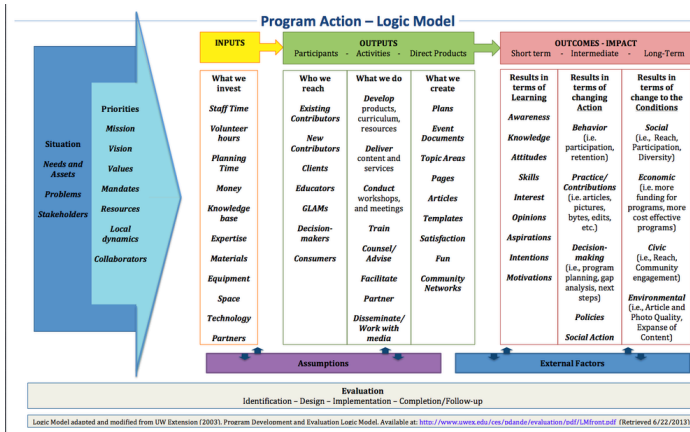 Program Action – Logic Model
INPUTS
OUTPUTS
Participants - Activities - Direct Products
OUTCOMES - IMPACT
Short term - Intermediate - Long-Term
Situation
Needs and
Assets
Problems
Stakeholders
Priorities
Mission
Vision
Values
Mandates
Resources
Local
dynamics
Collaborators
What we
invest
Staff Time
Volunteer
hours
Planning
Time
Money
Knowledge
base
Expertise
Materials
Equipment
Space
Technology
Partners
Who we
reach
Existing
Contributors
New
Contributors
Clients
Educators
GLAMs
Decision-
makers
Consumers
What we do
Develop
products,
curriculum,
resources
Deliver
content and
services
Conduct
workshops,
and meetings
Train
Counsel/
Advise
Facilitate
Partner
Disseminate/
Work with
media
What we
create
Plans
Event
Documents
Topic Areas
Pages
Articles
Templates
Satisfaction
Fun
Community
Networks
Results in
terms of
Learning
Awareness
Knowledge
Attitudes
Skills
Interest
Opinions
Aspirations
Intentions
Motivations
Results in
terms of
changing
Action
Behavior
(i.e.
participation,
retention)
Practice/
Contributions
(i.e. articles,
pictures,
bytes, edits,
etc.)
Decision-
making
(i.e., program
planning, gap
analysis, next
steps)
Policies
Social Action
Results in
terms of
change to the
Conditions
Social
(i.e., Reach,
Participation,
Diversity)
Economic
(i.e. more
funding for
programs, more
cost effective
programs)
Civic
(i.e., Reach,
Community
engagement)
Environmental
(i.e., Article and
Photo Quality,
Expanse of
Content)
Assumptions
External Factors
Evaluation
Identification – Design – Implementation – Completion/Follow-up
Logic Model adapted and modified from UW Extension (2003). Program Development and Evaluation Logic Model. Available at: http://www.uwex.edu/ces/pdande/evaluation/pdf/LMfront.pdf (Retrieved 6/22/2013)